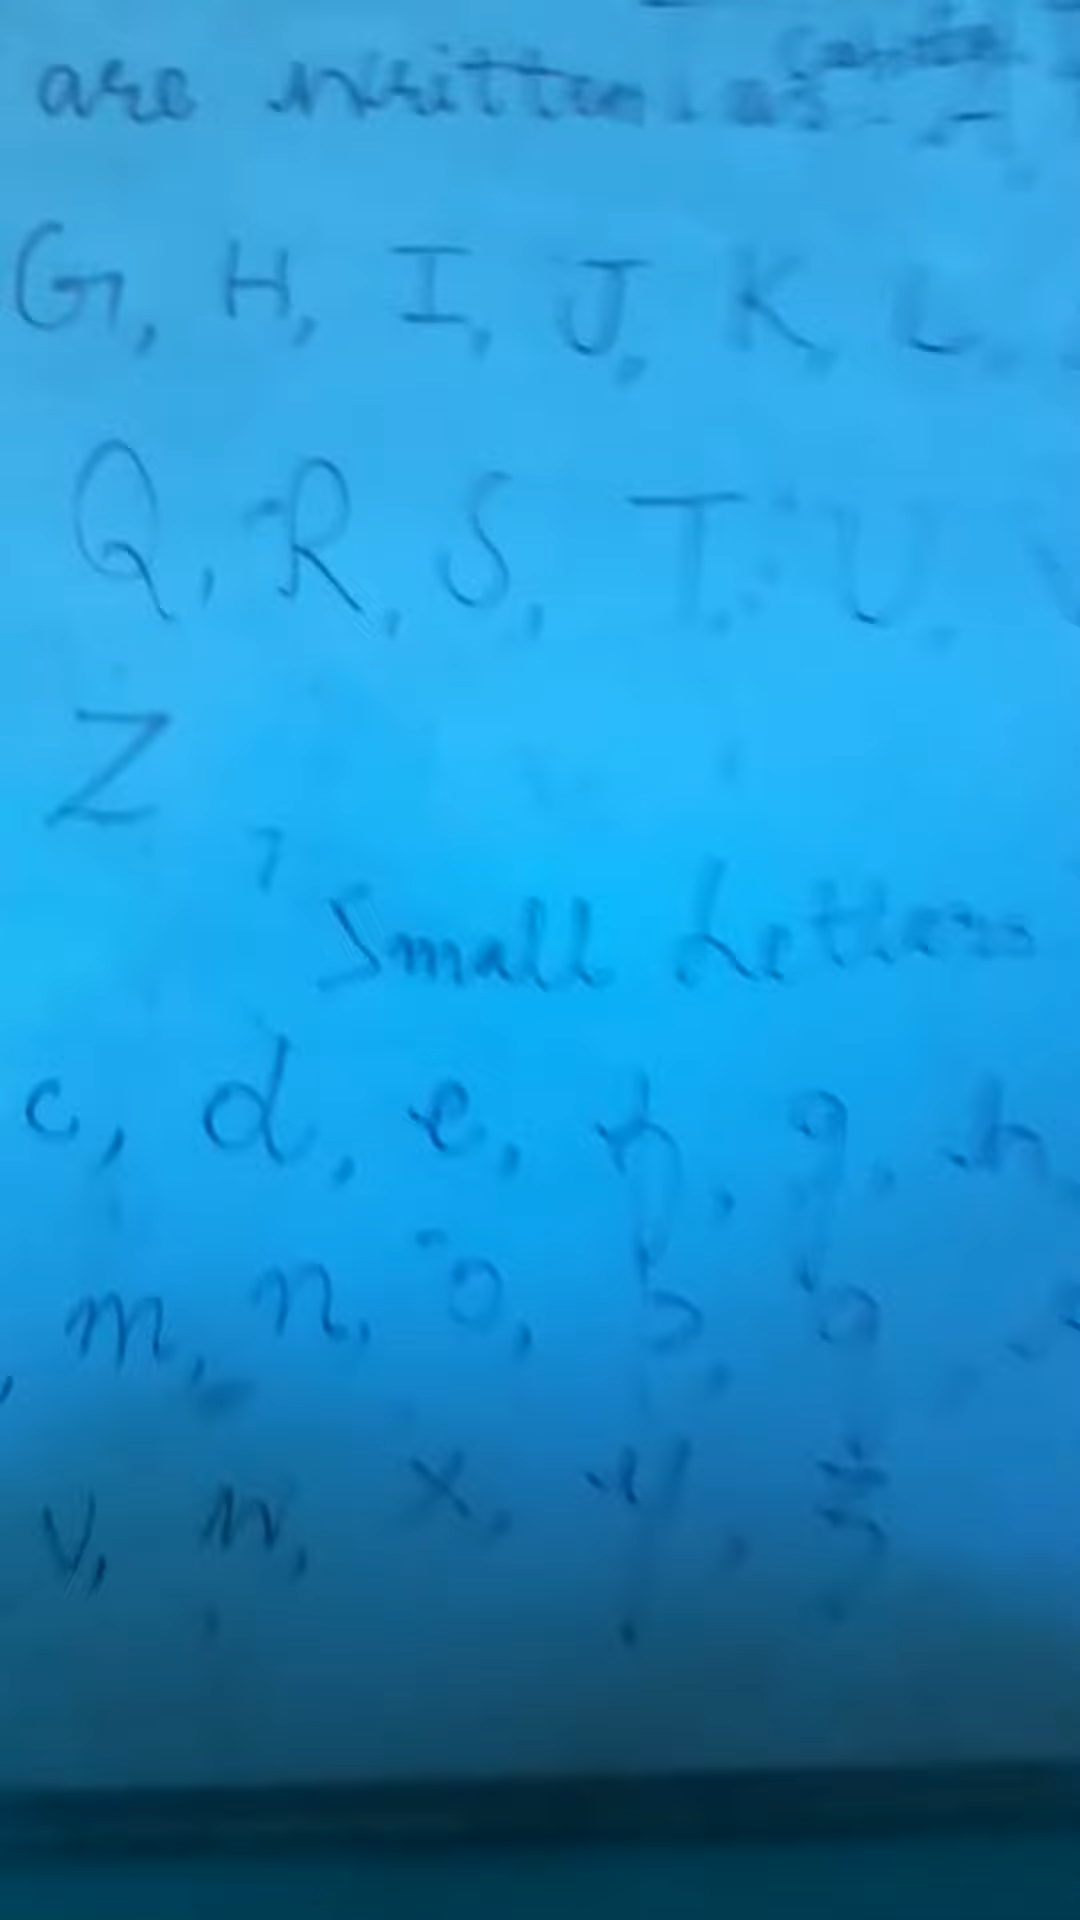 are written as
G, H, I, J, K, L,
Q, R, S, T, U,
Z,
Small Letters
c, d, e, f, g, h
, m, n, o, p, q,
v, w, x, y, z